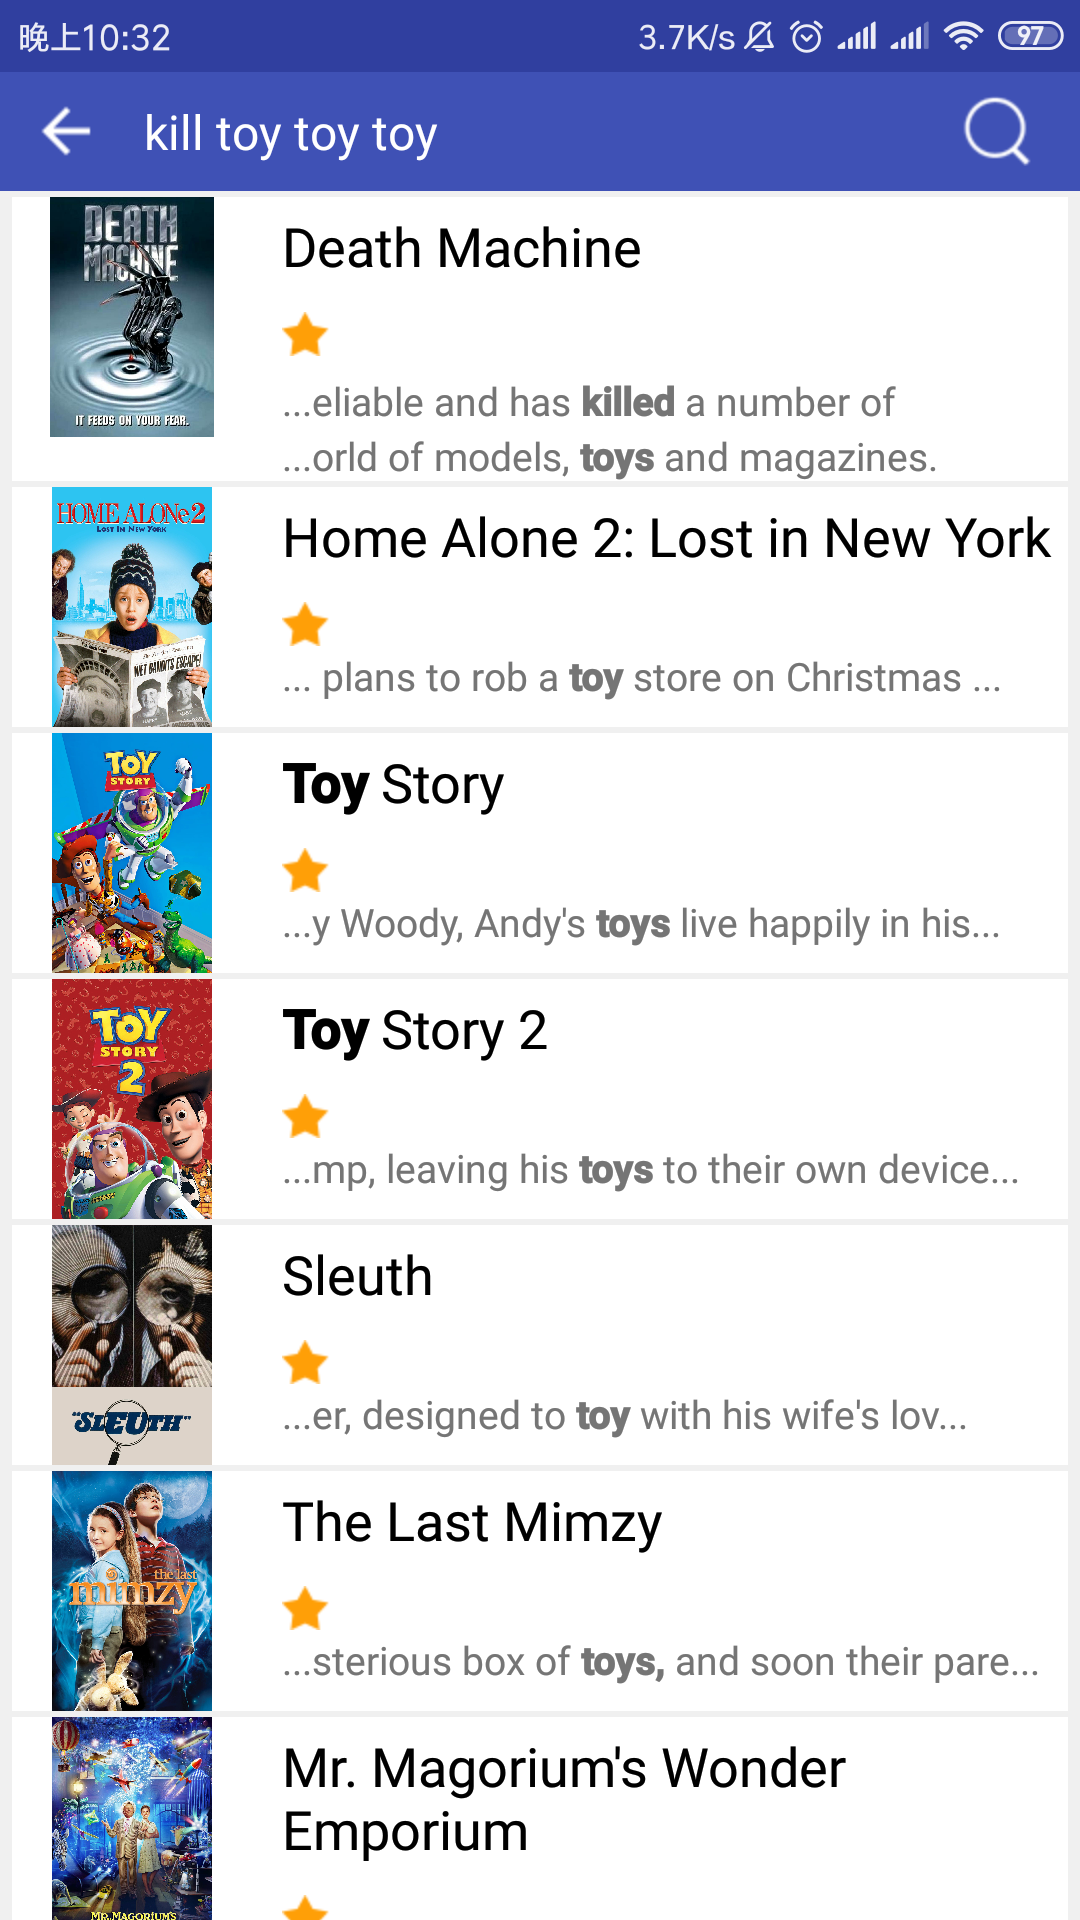 晚上10:32
3.7K/s
97
kill toy toy toy
DEATH
MACHINE
IT FEEDS ON YOUR FEAR.
Death Machine
...eliable and has killed a number of
...orld of models, toys and magazines.
HOME ALONe 2
LOST IN NEW YORK
WET BANDITS ESCAPE!
Home Alone 2: Lost in New York
... plans to rob a toy store on Christmas ...
TOY
STORY
Toy Story
...y Woody, Andy's toys live happily in his...
TOY
STORY
2
Toy Story 2
...mp, leaving his toys to their own device...
"SLEUTH"
Sleuth
...er, designed to toy with his wife's lov...
the last
mimzy
The Last Mimzy
...sterious box of toys, and soon their pare...
MR. MAGORIUM'S
Mr. Magorium's Wonder
Emporium